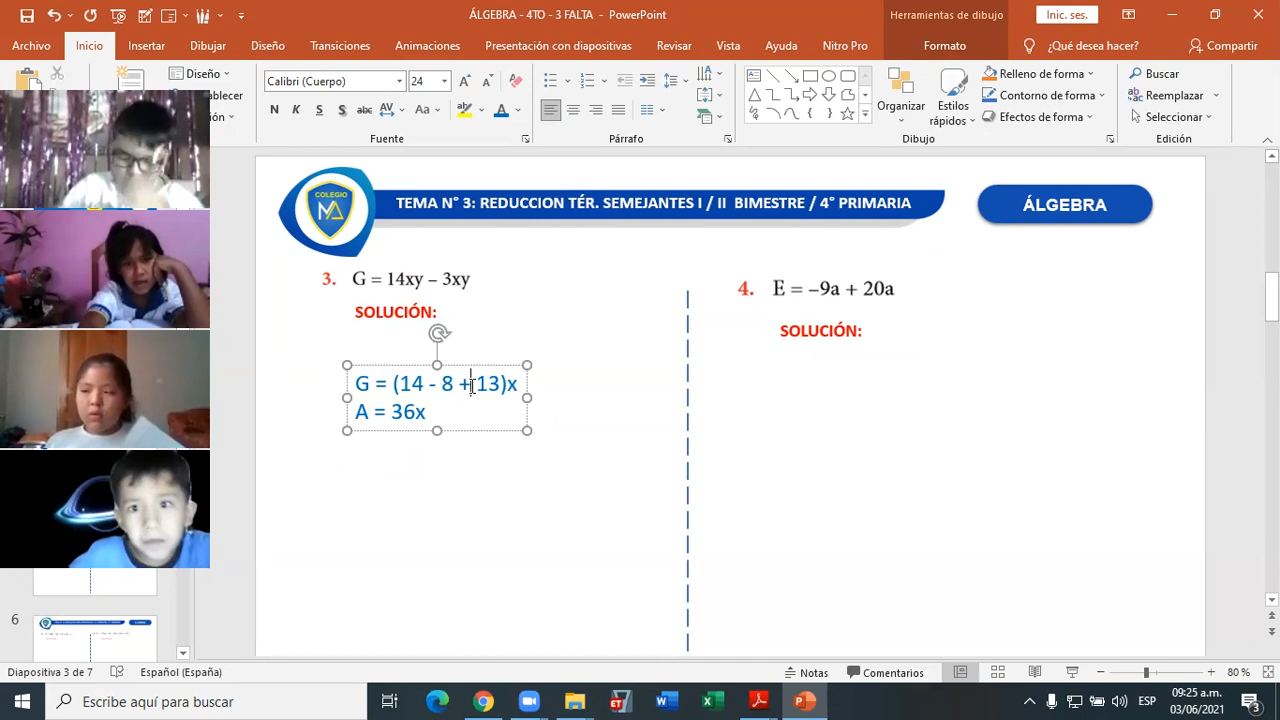 ÁLGEBRA - 4TO - 3 FALTA - PowerPoint
Herramientas de dibujo
Inic. ses.
Archivo Inicio Insertar Dibujar Diseño Transiciones Animaciones Presentación con diapositivas Revisar Vista Ayuda Nitro Pro Formato ¿Qué desea hacer? Compartir
Diseño
Calibri (Cuerpo) 24
N K S S abc AV Aa
Organizar
Estilos
rápidos
Relleno de forma
Contorno de forma
Efectos de forma
Buscar
Reemplazar
Seleccionar
Fuente Párrafo Dibujo Edición
COLEGIO
TEMA N° 3: REDUCCION TÉR. SEMEJANTES I / II BIMESTRE / 4° PRIMARIA
ÁLGEBRA
3. G = 14xy – 3xy
SOLUCIÓN:
G = (14 - 8 + 13)x
A = 36x
4. E = –9a + 20a
SOLUCIÓN:
6
Diapositiva 3 de 7 Español (España) Notas Comentarios 80 %
Escribe aquí para buscar
ESP
09:25 a.m.
03/06/2021
3